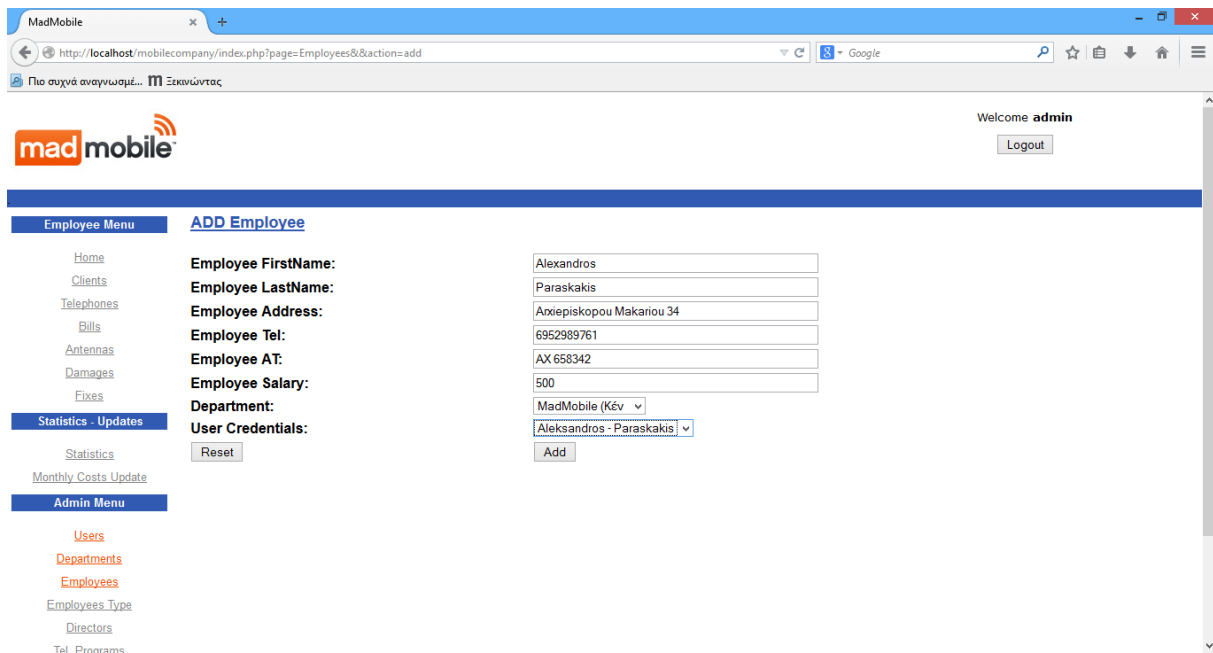 MadMobile
http://localhost/mobilecompany/index.php?page=Employees&&action=add
Google
Πιο συχνά αναγνωσμέ... Ξεκινώντας
mad mobile
Welcome admin
Logout
Employee Menu
Home
Clients
Telephones
Bills
Antennas
Damages
Fixes
Statistics - Updates
Statistics
Monthly Costs Update
Admin Menu
Users
Departments
Employees
Employees Type
Directors
Tel. Programs
ADD Employee
Employee FirstName: Alexandros
Employee LastName: Paraskakis
Employee Address: Arxiepiskopou Makariou 34
Employee Tel: 6952989761
Employee AT: AX 658342
Employee Salary: 500
Department: MadMobile (Κέν
User Credentials: Aleksandros - Paraskakis
Reset Add